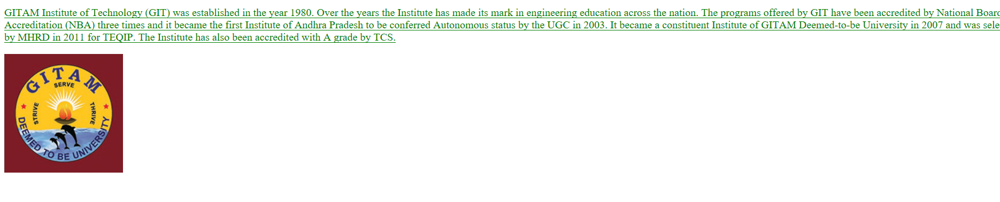 GITAM Institute of Technology (GIT) was established in the year 1980. Over the years the Institute has made its mark in engineering education across the nation. The programs offered by GIT have been accredited by National
Accreditation (NBA) three times and it became the first Institute of Andhra Pradesh to be conferred Autonomous status by the UGC in 2003. It became a constituent Institute of GITAM Deemed-to-be University in 2007 and was
by MHRD in 2011 for TEQIP. The Institute has also been accredited with A grade by TCS.
GITAM
SERVE
STRIVE
THRIVE
DEEMED TO BE UNIVERSITY